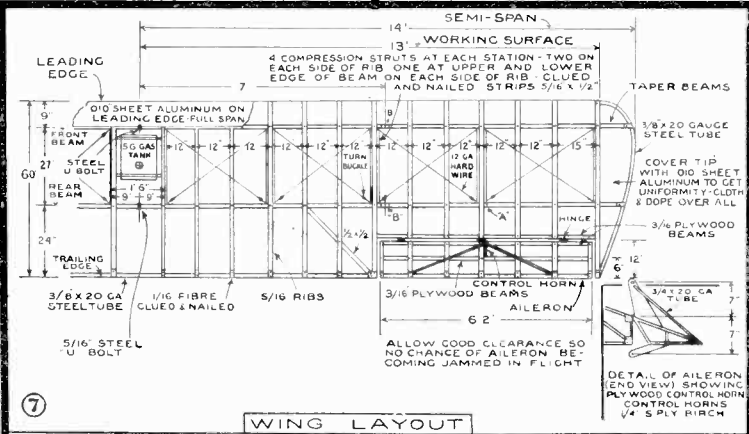 SEMI-SPAN
14'
WORKING SURFACE
13'
4 COMPRESSION STRUTS AT EACH STATION - TWO ON
EACH SIDE OF RIB ONE AT UPPER AND LOWER
EDGE OF BEAM ON EACH SIDE OF RIB - GLUED
AND NAILED STRIPS 5/16 X 1/2"
7
LEADING
EDGE
010 SHEET ALUMINUM ON
LEADING EDGE-FULL SPAN
TAPER BEAMS
9"
FRONT
BEAM
5 G GAS
TANK
12"
12"
12"
12"
12"
12"
12"
12"
12"
15"
3/8 X 20 GAUGE
STEEL TUBE
STEEL
U BOLT
27
60"
TURN
BUCKLE
12 GA
HARD
WIRE
COVER TIP
WITH 010 SHEET
ALUMINUM TO GET
UNIFORMITY-CLOTH
& DOPE OVER ALL
REAR
BEAM
1' 6"
9" 9"
"B"
"A"
HINGE
3/16 PLYWOOD
BEAMS
24"
1/2 X 1/2
TRAILING
EDGE
6"
12"
3/8 X 20 GA
STEEL TUBE
1/16 FIBRE
GLUED & NAILED
5/16 RIBS
3/16 PLYWOOD BEAMS
CONTROL HORN
AILERON
6' 2"
3/4 X 20 GA
TUBE
7"
7"
5/16" STEEL
U BOLT
ALLOW GOOD CLEARANCE SO
NO CHANCE OF AILERON BE-
COMING JAMMED IN FLIGHT
DETAIL OF AILERON
(END VIEW) SHOWING
PLYWOOD CONTROL HORN
CONTROL HORNS
1/4" 5 PLY BIRCH
7
WING LAYOUT